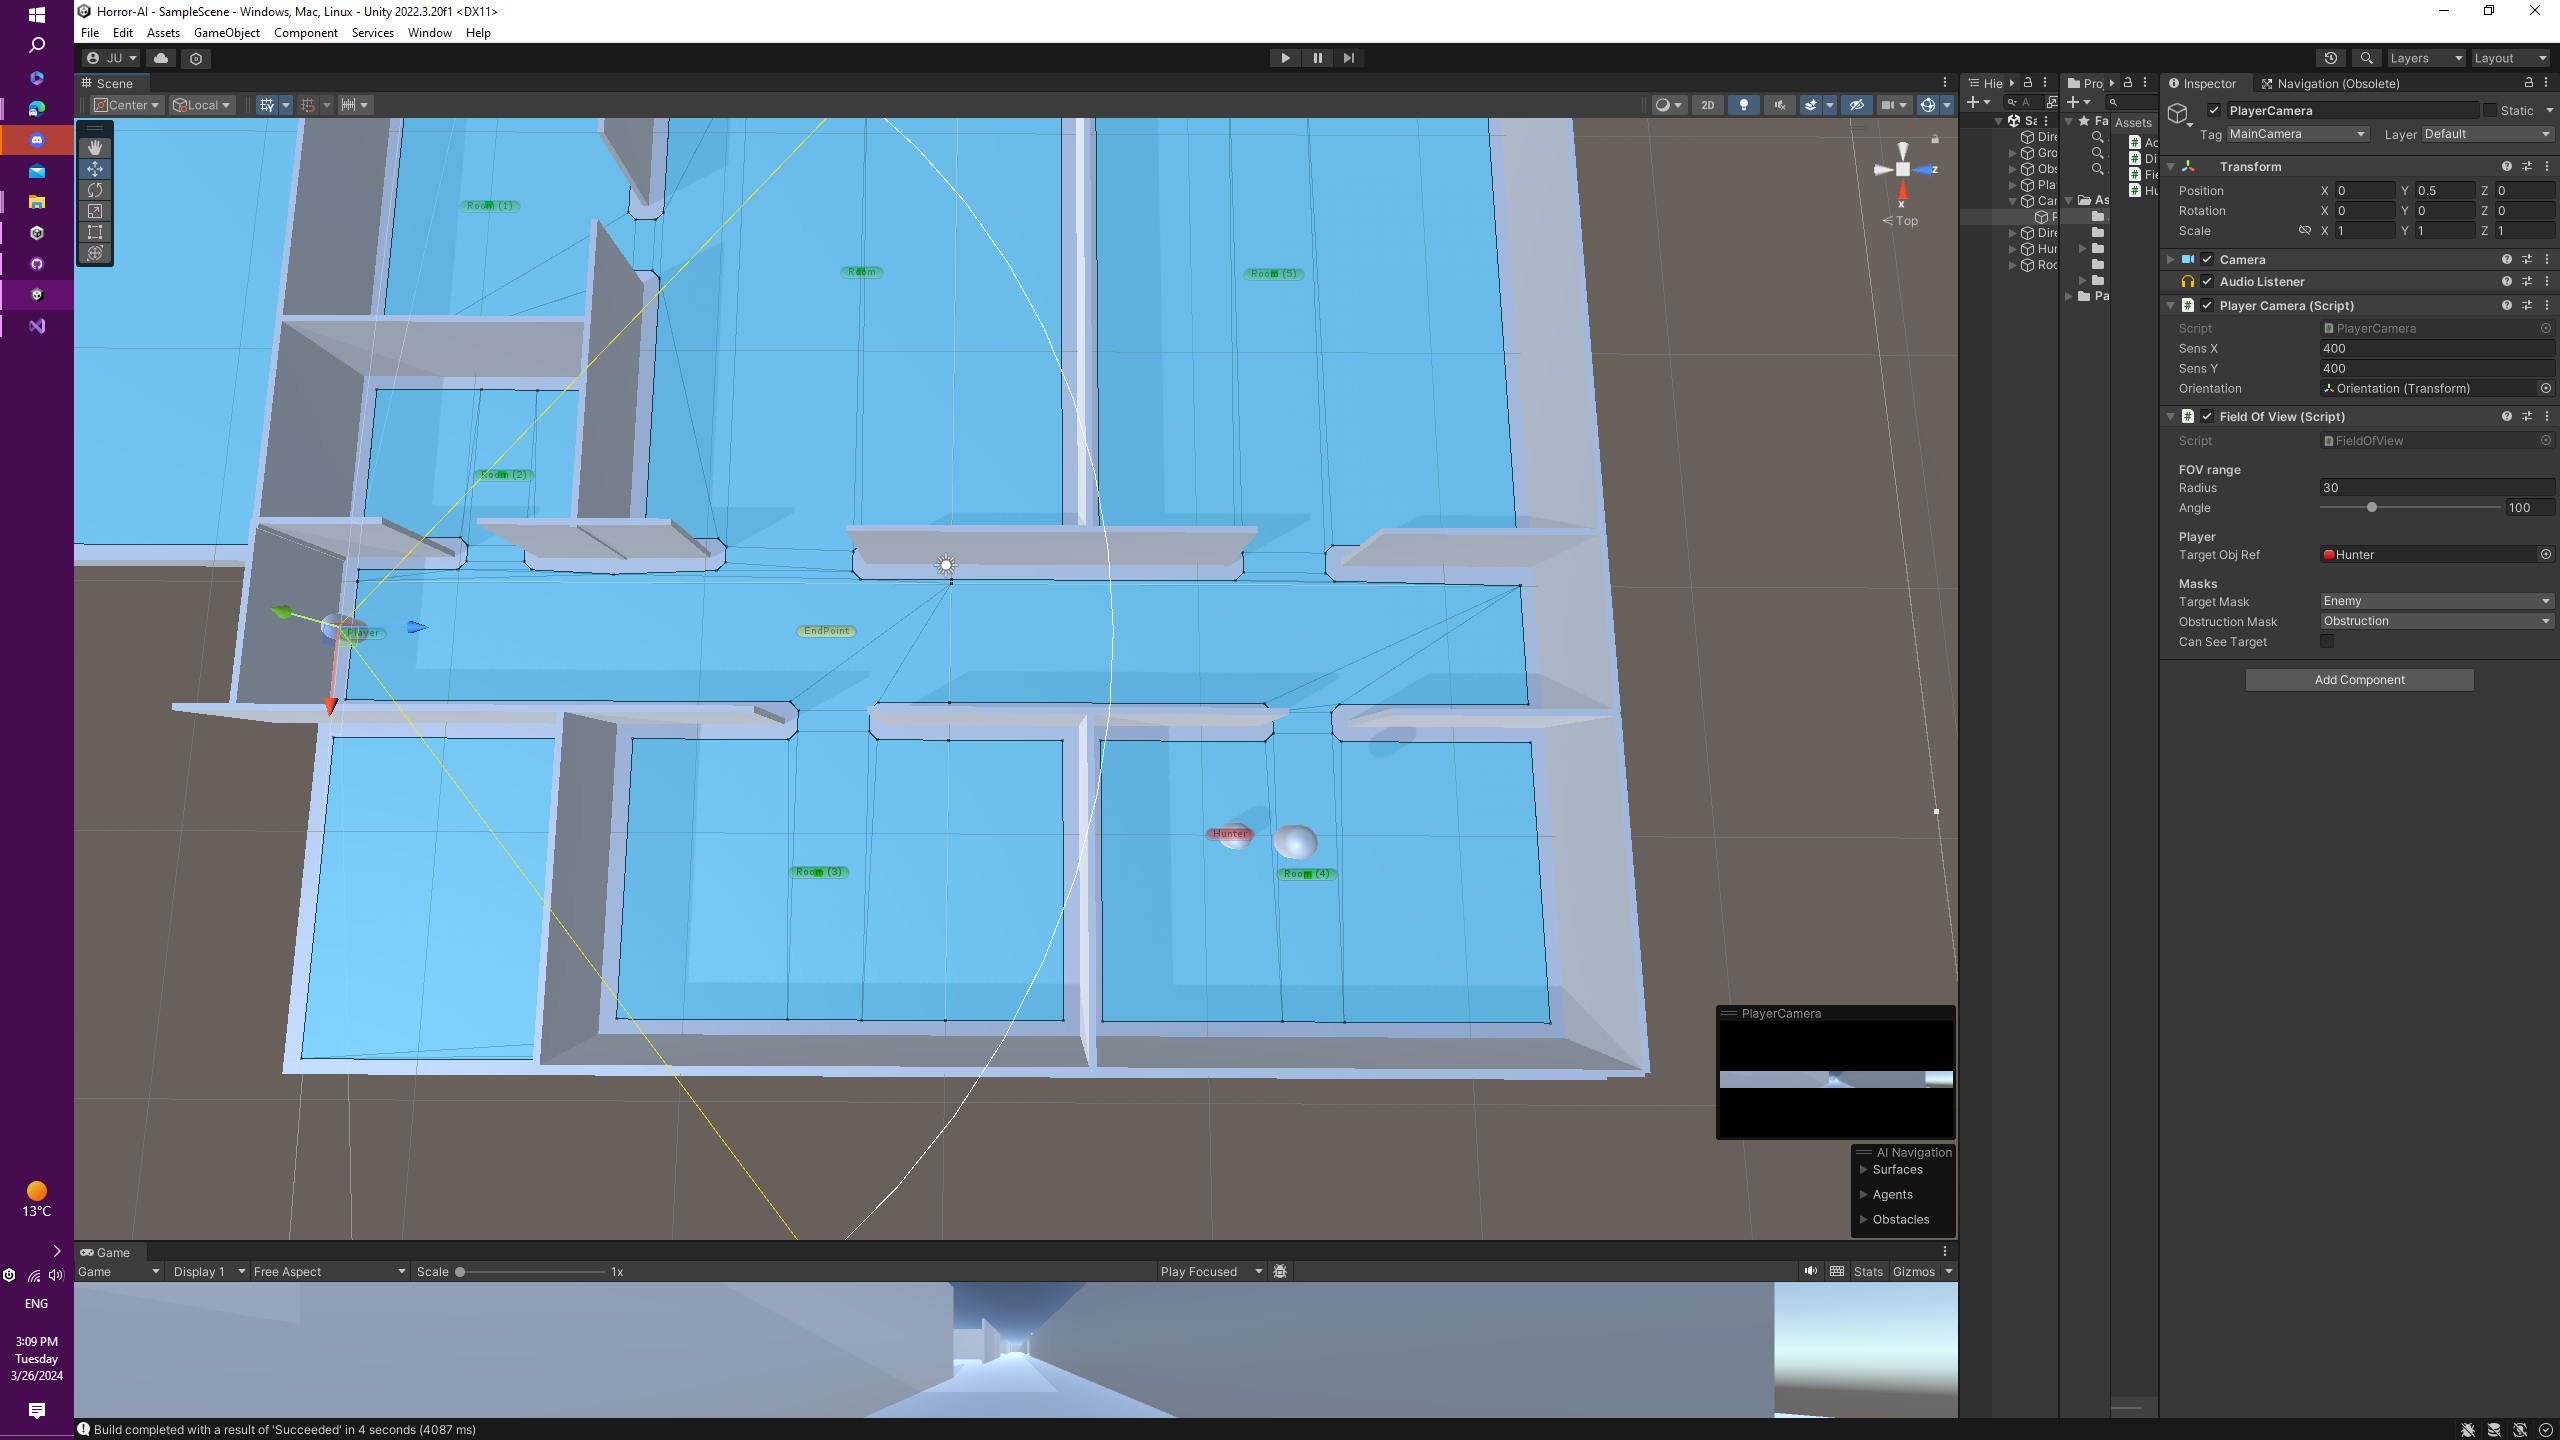 Horror-AI - SampleScene - Windows, Mac, Linux - Unity 2022.3.20f1 <DX11>
File Edit Assets GameObject Component Services Window Help
JU
Layers
Layout
Scene
Center
Local
2D
Room (1)
Room
Room (5)
Room (2)
Player
EndPoint
Hunter
Room (3)
Room (4)
z
x
Top
PlayerCamera
AI Navigation
Surfaces
Agents
Obstacles
Hie
Sa
Dire
Gro
Obs
Pla
Car
Dire
Hun
Roo
Pro
Fa
As
Pa
Assets
Ac
Di
Fie
Hu
Inspector
Navigation (Obsolete)
PlayerCamera
Static
Tag MainCamera
Layer Default
Transform
Position X 0 Y 0.5 Z 0
Rotation X 0 Y 0 Z 0
Scale X 1 Y 1 Z 1
Camera
Audio Listener
Player Camera (Script)
Script PlayerCamera
Sens X 400
Sens Y 400
Orientation Orientation (Transform)
Field Of View (Script)
Script FieldOfView
FOV range
Radius 30
Angle 100
Player
Target Obj Ref Hunter
Masks
Target Mask Enemy
Obstruction Mask Obstruction
Can See Target
Add Component
Game
Game Display 1 Free Aspect Scale 1x Play Focused Stats Gizmos
Build completed with a result of 'Succeeded' in 4 seconds (4087 ms)
13°C
ENG
3:09 PM
Tuesday
3/26/2024